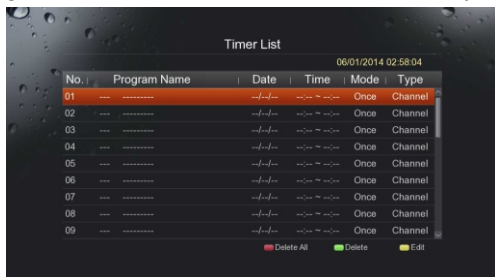 Timer List
06/01/2014 02:58:04
No. Program Name Date Time Mode Type
01 --- --------- --/--/-- --:-- ~ --:-- Once Channel
02 --- --------- --/--/-- --:-- ~ --:-- Once Channel
03 --- --------- --/--/-- --:-- ~ --:-- Once Channel
04 --- --------- --/--/-- --:-- ~ --:-- Once Channel
05 --- --------- --/--/-- --:-- ~ --:-- Once Channel
06 --- --------- --/--/-- --:-- ~ --:-- Once Channel
07 --- --------- --/--/-- --:-- ~ --:-- Once Channel
08 --- --------- --/--/-- --:-- ~ --:-- Once Channel
09 --- --------- --/--/-- --:-- ~ --:-- Once Channel
Delete All Delete Edit